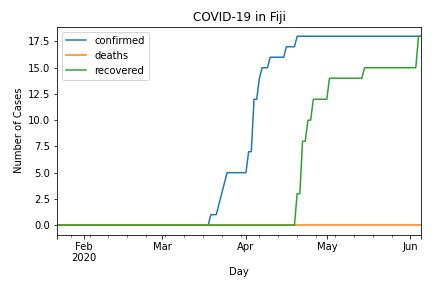 COVID-19 in Fiji
confirmed
deaths
recovered
17.5
15.0
12.5
10.0
7.5
5.0
2.5
0.0
Number of Cases
Feb
2020
Mar
Apr
May
Jun
Day